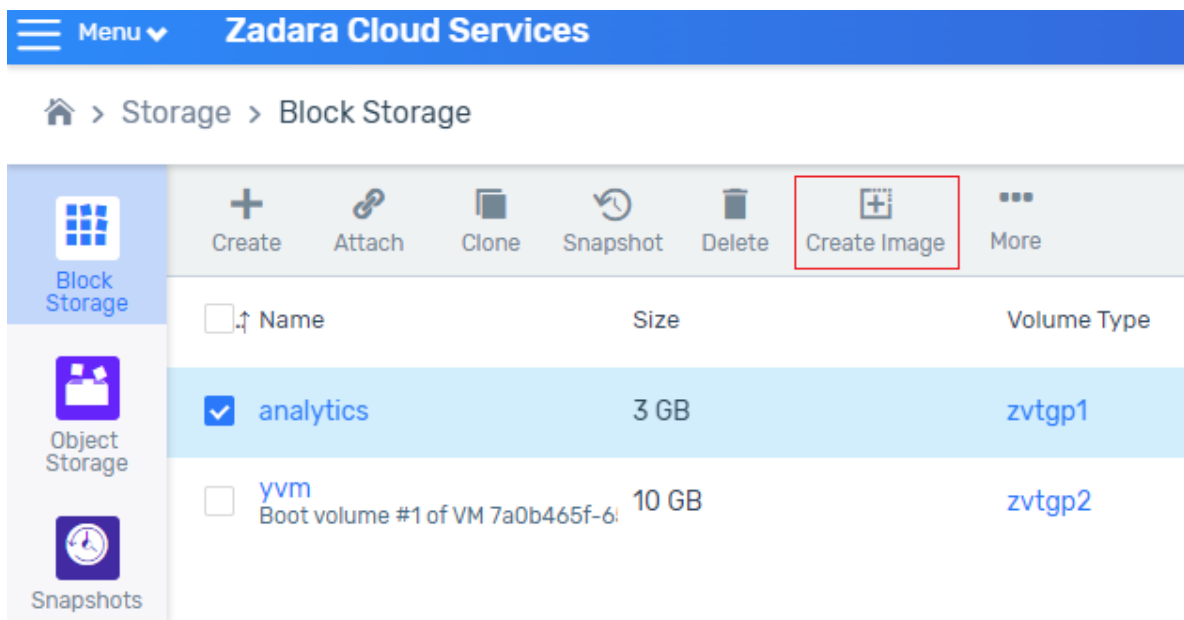 Menu Zadara Cloud Services
> Storage > Block Storage
Create Attach Clone Snapshot Delete Create Image More
Block
Storage
Name Size Volume Type
analytics 3 GB zvtgp1
Object
Storage
yvm 10 GB zvtgp2
Boot volume #1 of VM 7a0b465f-6
Snapshots